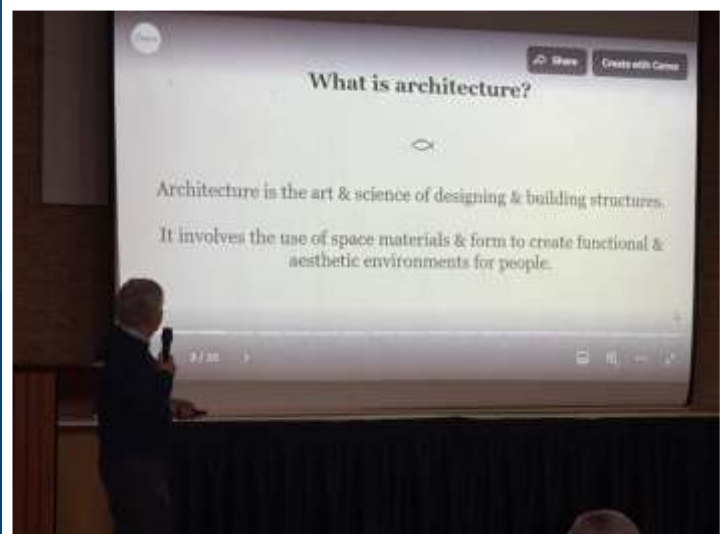 Canva
Share
Create with Canva
What is architecture?
Architecture is the art & science of designing & building structures.
It involves the use of space materials & form to create functional &
aesthetic environments for people.